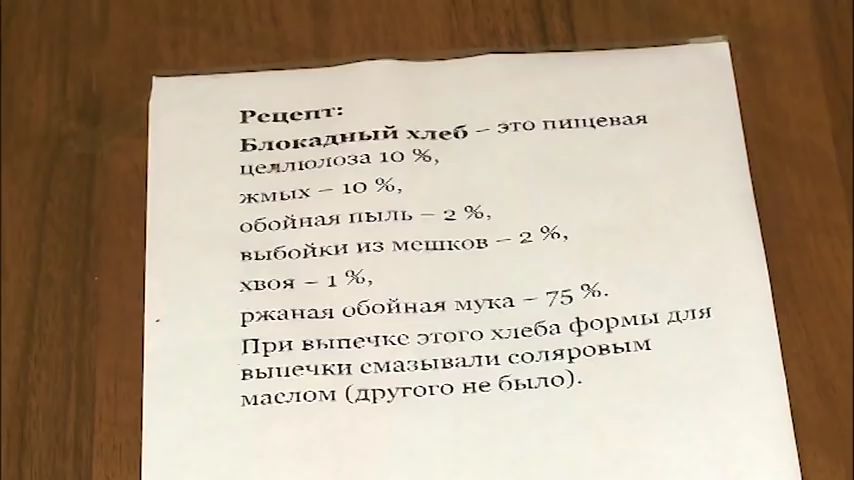 Рецепт:
Блокадный хлеб – это пищевая
целлюлоза 10 %,
жмых – 10 %,
обойная пыль – 2 %,
выбойки из мешков – 2 %,
хвоя – 1 %,
ржаная обойная мука – 75 %.
При выпечке этого хлеба формы для
выпечки смазывали соляровым
маслом (другого не было).